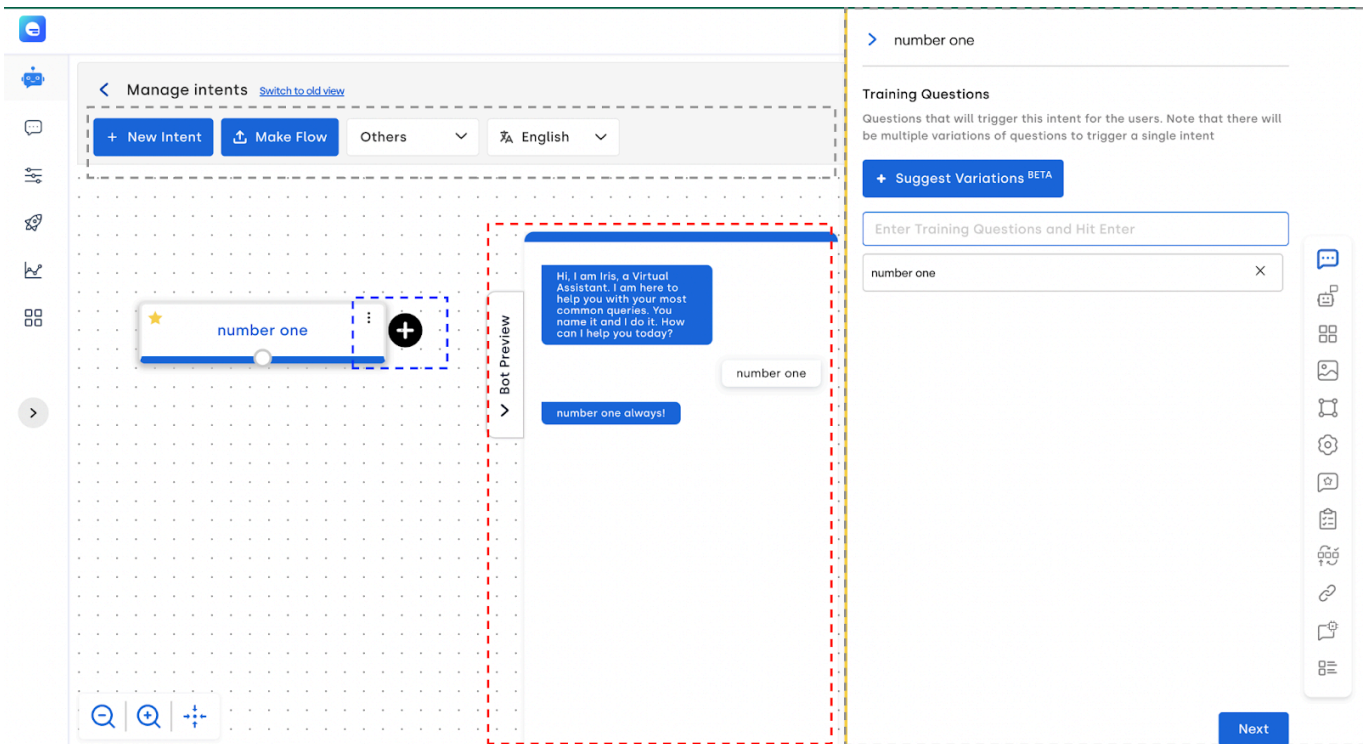 Manage intents Switch to old view
+ New Intent Make Flow Others English
number one
Bot Preview
Hi, I am Iris, a Virtual
Assistant. I am here to
help you with your most
common queries. You
name it and I do it. How
can I help you today?
number one
number one always!
number one
Training Questions
Questions that will trigger this intent for the users. Note that there will
be multiple variations of questions to trigger a single intent
+ Suggest Variations BETA
Enter Training Questions and Hit Enter
number one
Next